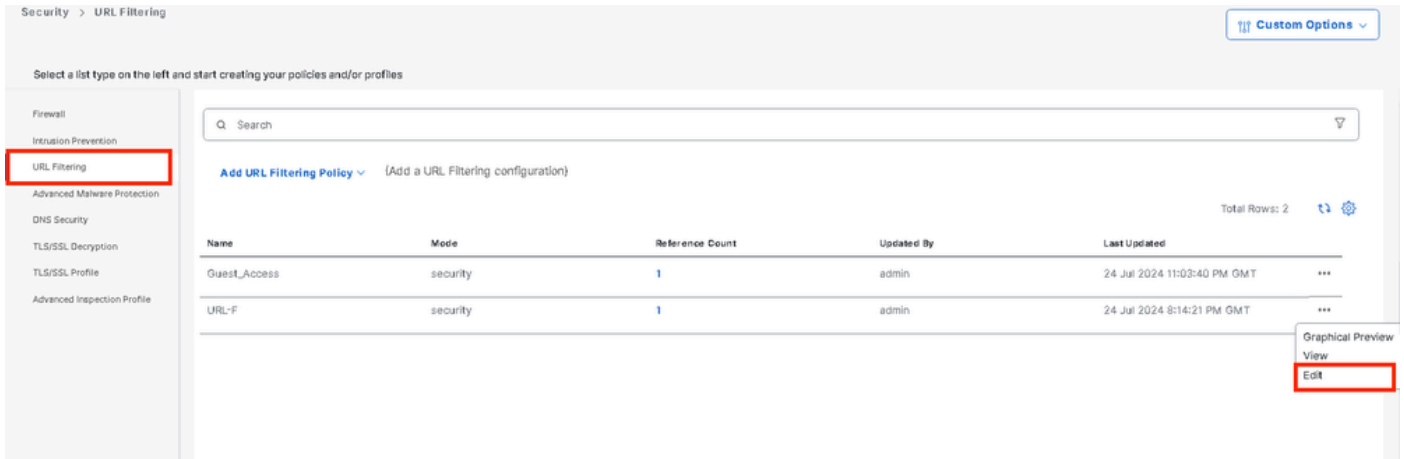 Security > URL Filtering
Custom Options
Select a list type on the left and start creating your policies and/or profiles
Firewall
Intrusion Prevention
URL Filtering
Advanced Malware Protection
DNS Security
TLS/SSL Decryption
TLS/SSL Profile
Advanced Inspection Profile
Search
Add URL Filtering Policy (Add a URL Filtering configuration)
Total Rows: 2
Name Mode Reference Count Updated By Last Updated
Guest_Access security 1 admin 24 Jul 2024 11:03:40 PM GMT ...
URL-F security 1 admin 24 Jul 2024 8:14:21 PM GMT ...
Graphical Preview
View
Edit